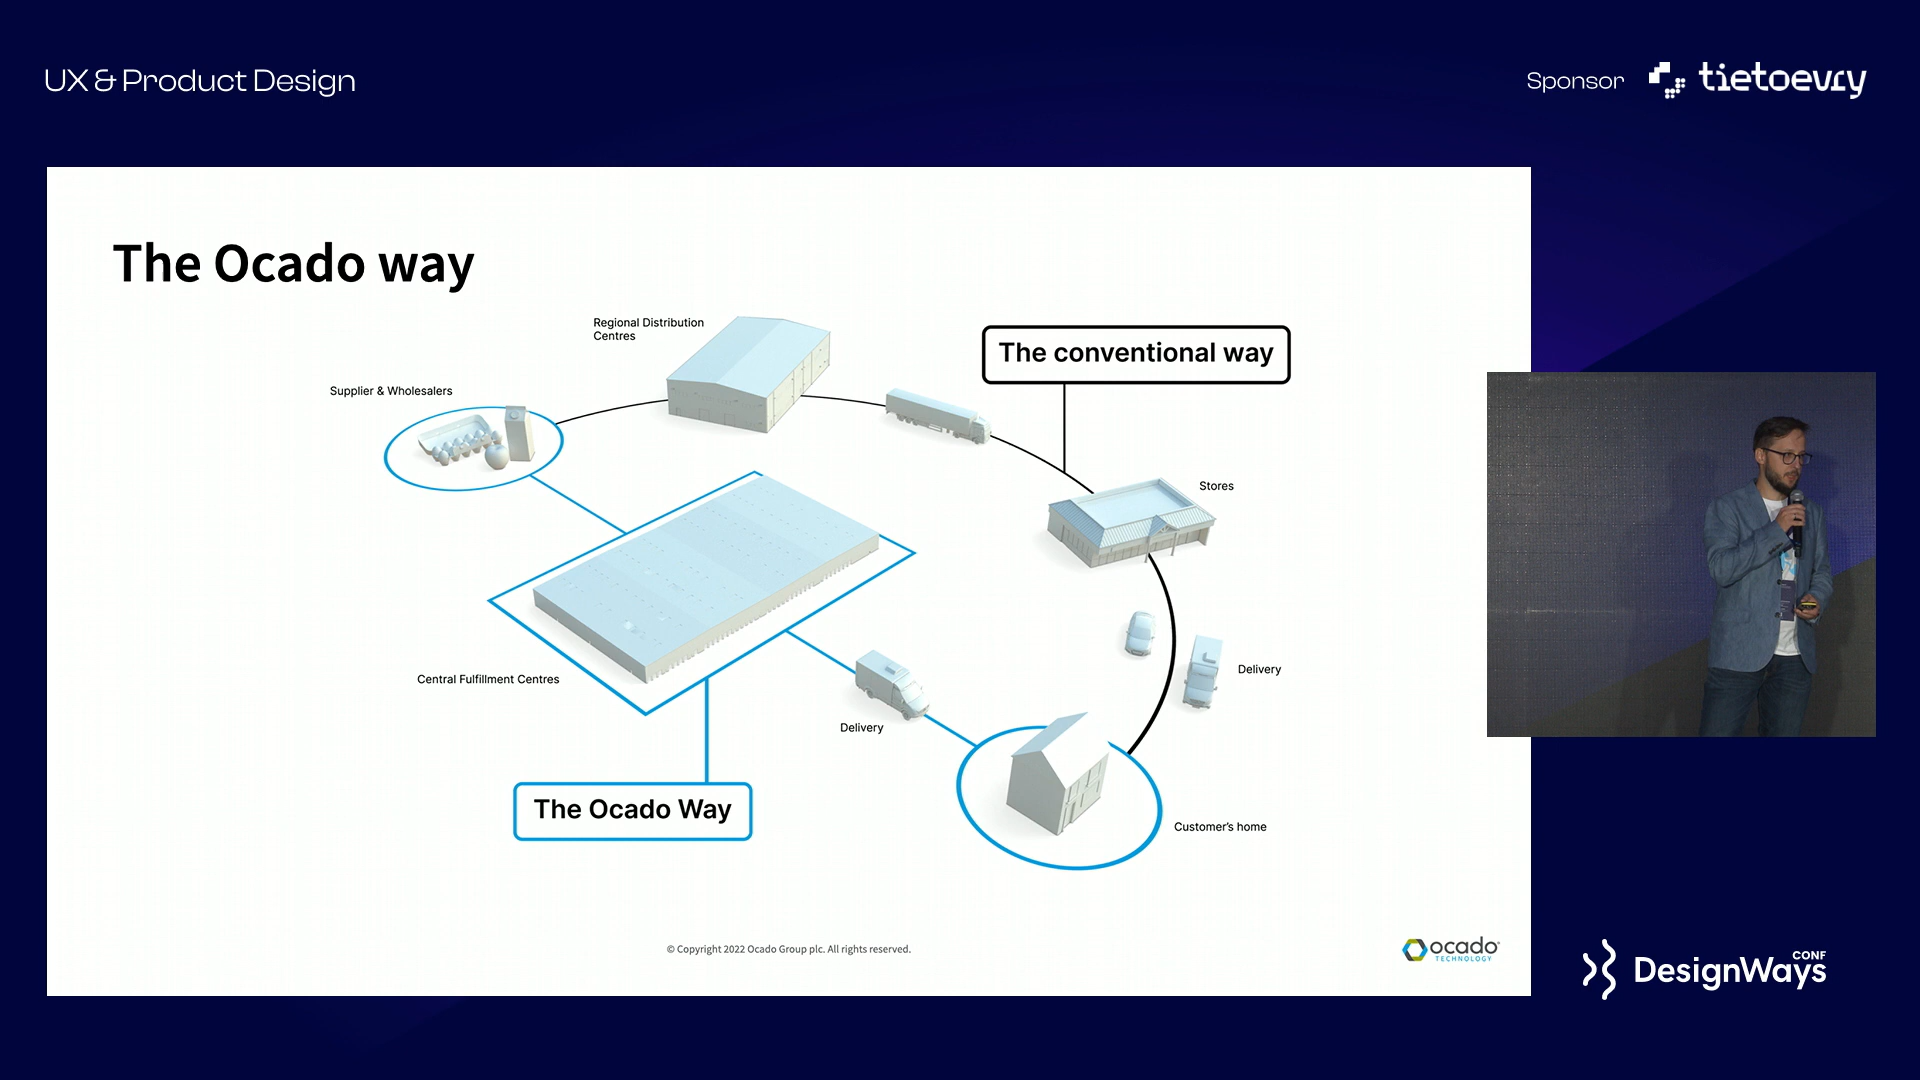 UX & Product Design
Sponsor
tietoevry
The Ocado way
Regional Distribution
Centres
The conventional way
Supplier & Wholesalers
Stores
Central Fulfillment Centres
Delivery
Delivery
The Ocado Way
Customer's home
© Copyright 2022 Ocado Group plc. All rights reserved.
ocado
TECHNOLOGY
DesignWays
CONF